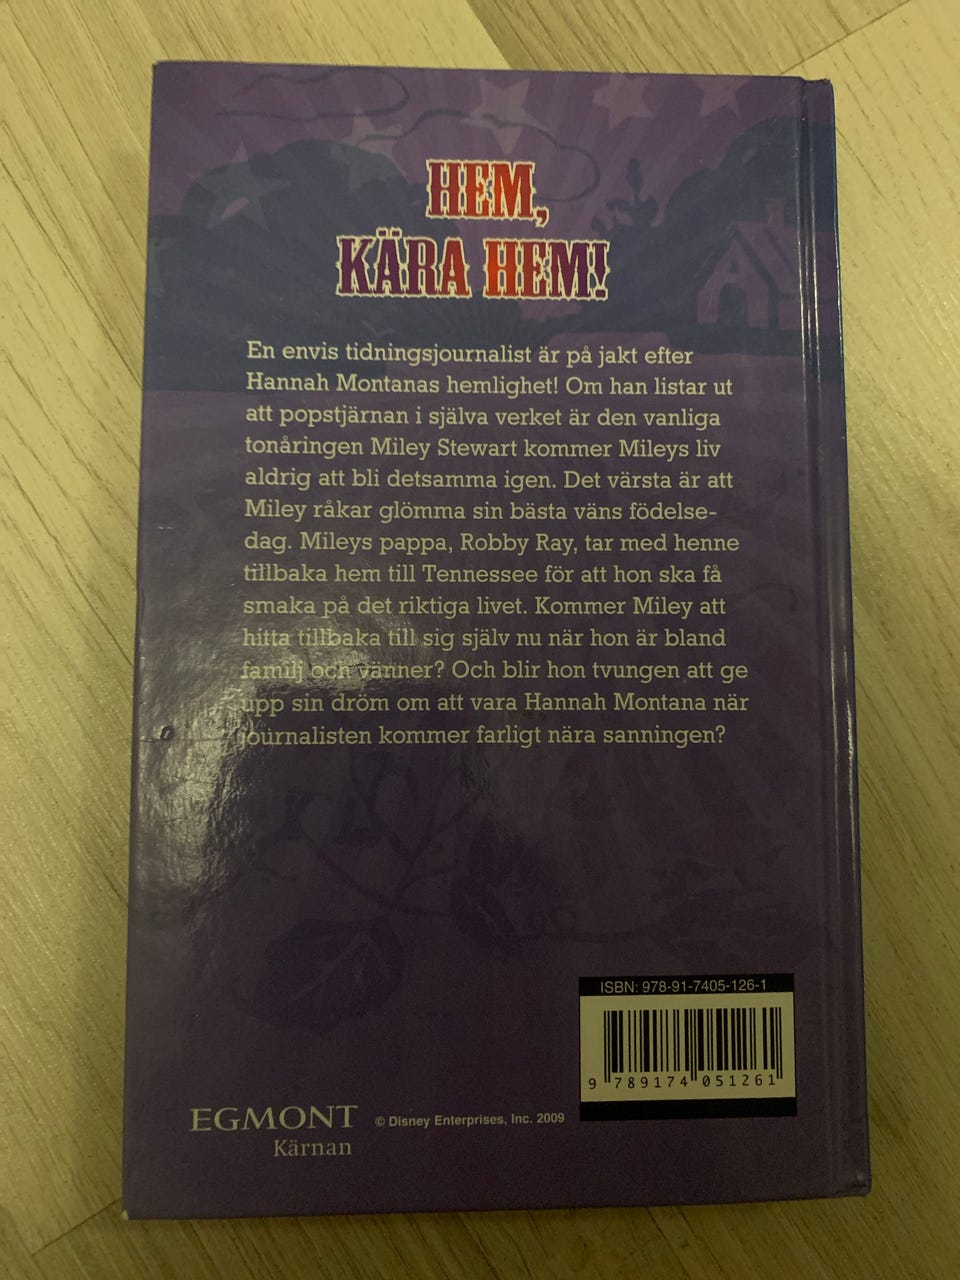 HEM,
KÄRA HEM!
En envis tidningsjournalist är på jakt efter
Hannah Montanas hemlighet! Om han listar ut
att popstjärnan i själva verket är den vanliga
tonåringen Miley Stewart kommer Mileys liv
aldrig att bli detsamma igen. Det värsta är att
Miley råkar glömma sin bästa väns födelse-
dag. Mileys pappa, Robby Ray, tar med henne
tillbaka hem till Tennessee för att hon ska få
smaka på det riktiga livet. Kommer Miley att
hitta tillbaka till sig själv nu när hon är bland
familj och vänner? Och blir hon tvungen att ge
upp sin dröm om att vara Hannah Montana när
journalisten kommer farligt nära sanningen?
ISBN: 978-91-7405-126-1
9 789174 051261
EGMONT
Kärnan
© Disney Enterprises, Inc. 2009